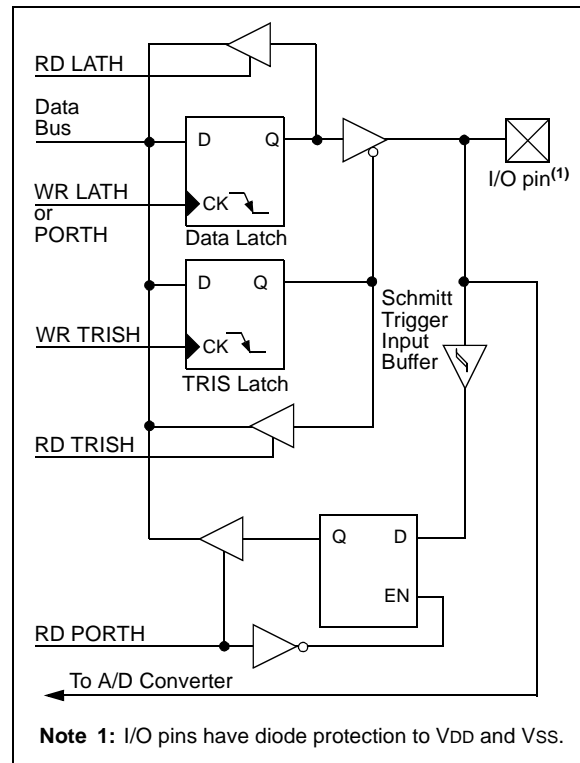 RD LATH
Data
Bus
D Q
I/O pin(1)
WR LATH
or
PORTH
CK
Data Latch
D Q
Schmitt
Trigger
Input
Buffer
WR TRISH
CK
TRIS Latch
RD TRISH
Q D
EN
RD PORTH
To A/D Converter
Note 1: I/O pins have diode protection to VDD and VSS.